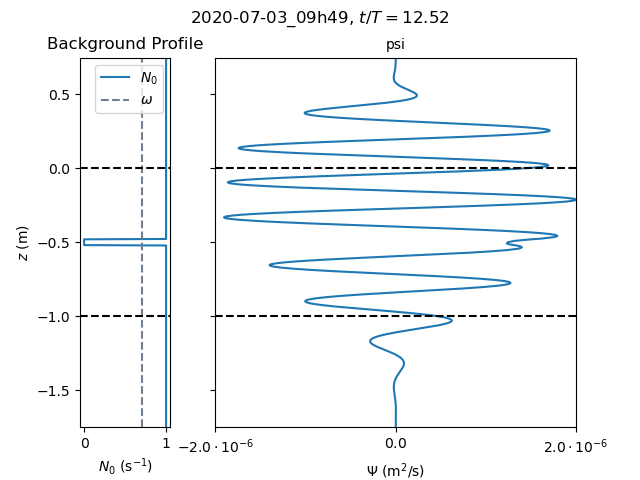 2020-07-03_09h49, t/T = 12.52
Background Profile
psi
N₀
ω
0.5
0.0
−0.5
−1.0
−1.5
z (m)
0
1
−2.0 · 10⁻⁶
0.0
2.0 · 10⁻⁶
N₀ (s⁻¹)
Ψ (m²/s)